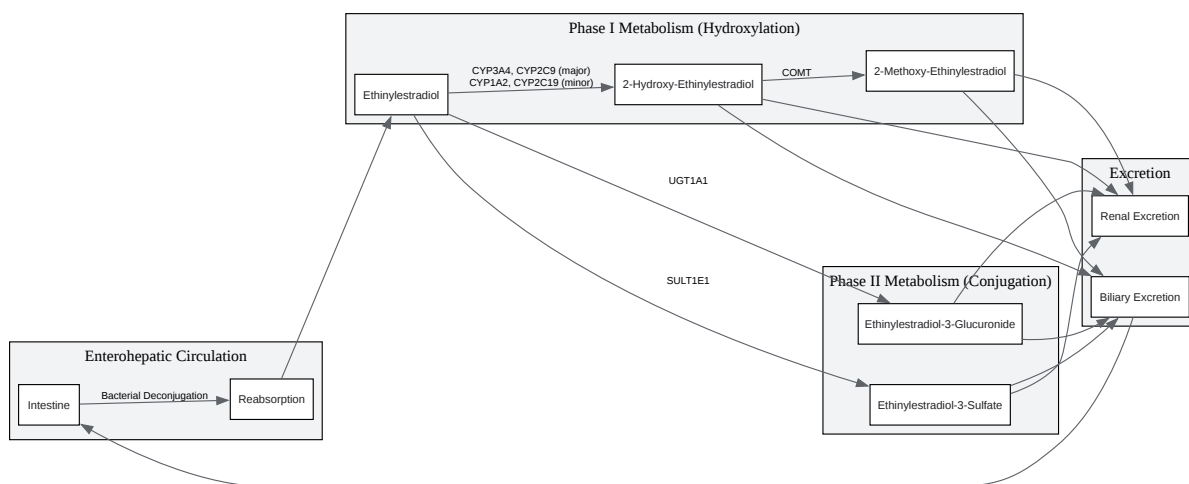 Phase I Metabolism (Hydroxylation)
Ethinylestradiol
CYP3A4, CYP2C9 (major)
CYP1A2, CYP2C19 (minor)
2-Hydroxy-Ethinylestradiol
COMT
2-Methoxy-Ethinylestradiol
UGT1A1
SULT1E1
Excretion
Renal Excretion
Biliary Excretion
Phase II Metabolism (Conjugation)
Ethinylestradiol-3-Glucuronide
Ethinylestradiol-3-Sulfate
Enterohepatic Circulation
Intestine
Bacterial Deconjugation
Reabsorption